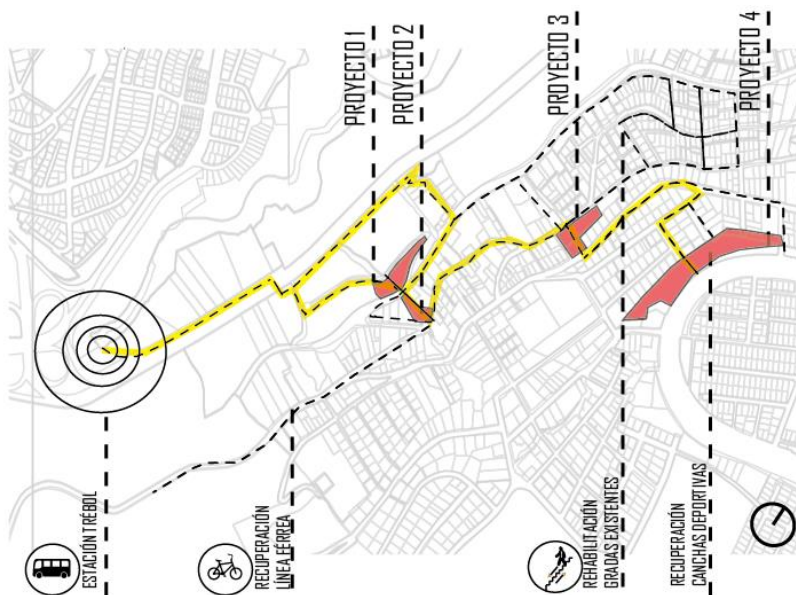 PROYECTO 1
PROYECTO 2
PROYECTO 3
PROYECTO 4
ESTACIÓN TRÉBOL
RECUPERACIÓN
LÍNEA FÉRREA
REHABILITACIÓN
GRADAS EXISTENTES
RECUPERACIÓN
CANCHAS DEPORTIVAS